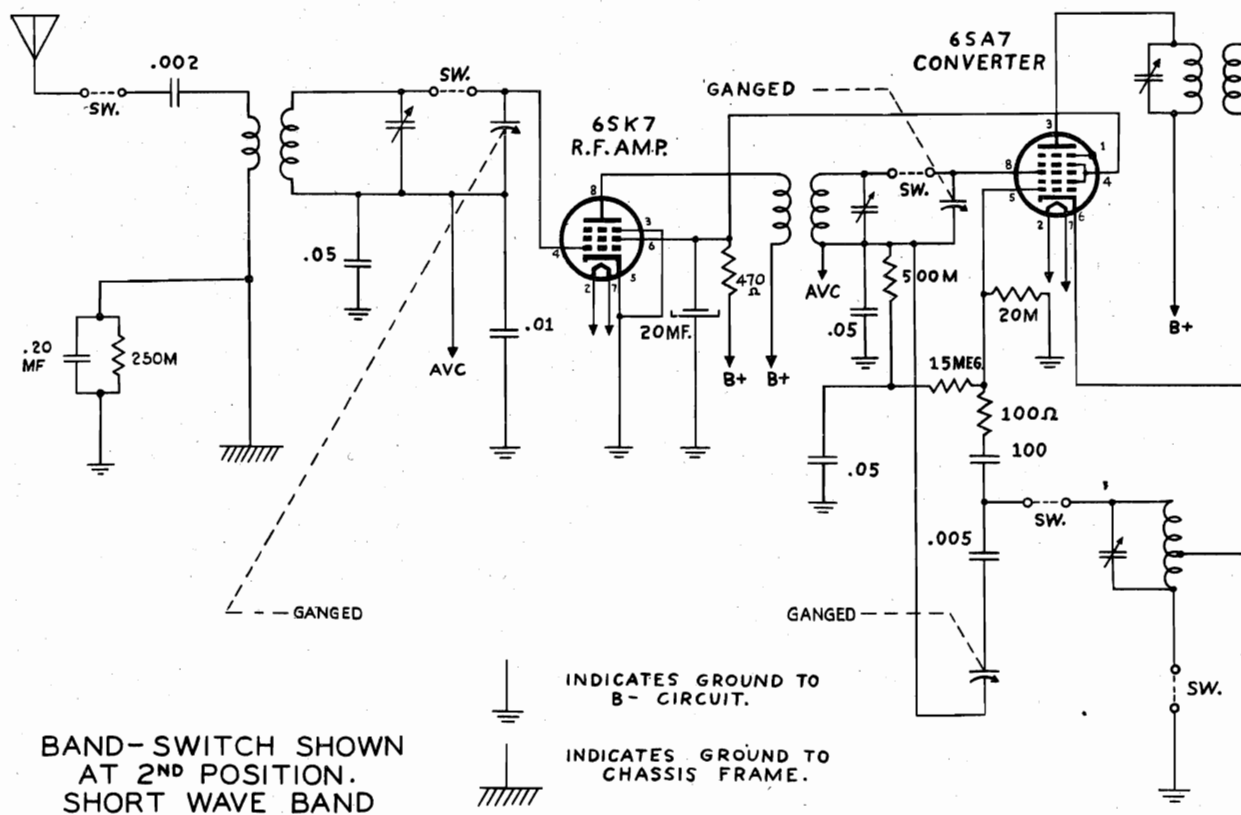 6SA7
CONVERTER
.002
SW.
SW.
GANGED
6SK7
R.F. AMP.
3
1
8
4
5
2
7
6
8
3
6
4
2
7
5
SW.
.05
.01
AVC
470
Ω
20MF.
B+
B+
AVC
500M
.05
20M
B+
.20
MF
250M
15MEG.
100Ω
100
.05
SW.
.005
GANGED
GANGED
SW.
INDICATES GROUND TO
B- CIRCUIT.
INDICATES GROUND TO
CHASSIS FRAME.
BAND-SWITCH SHOWN
AT 2ND POSITION.
SHORT WAVE BAND